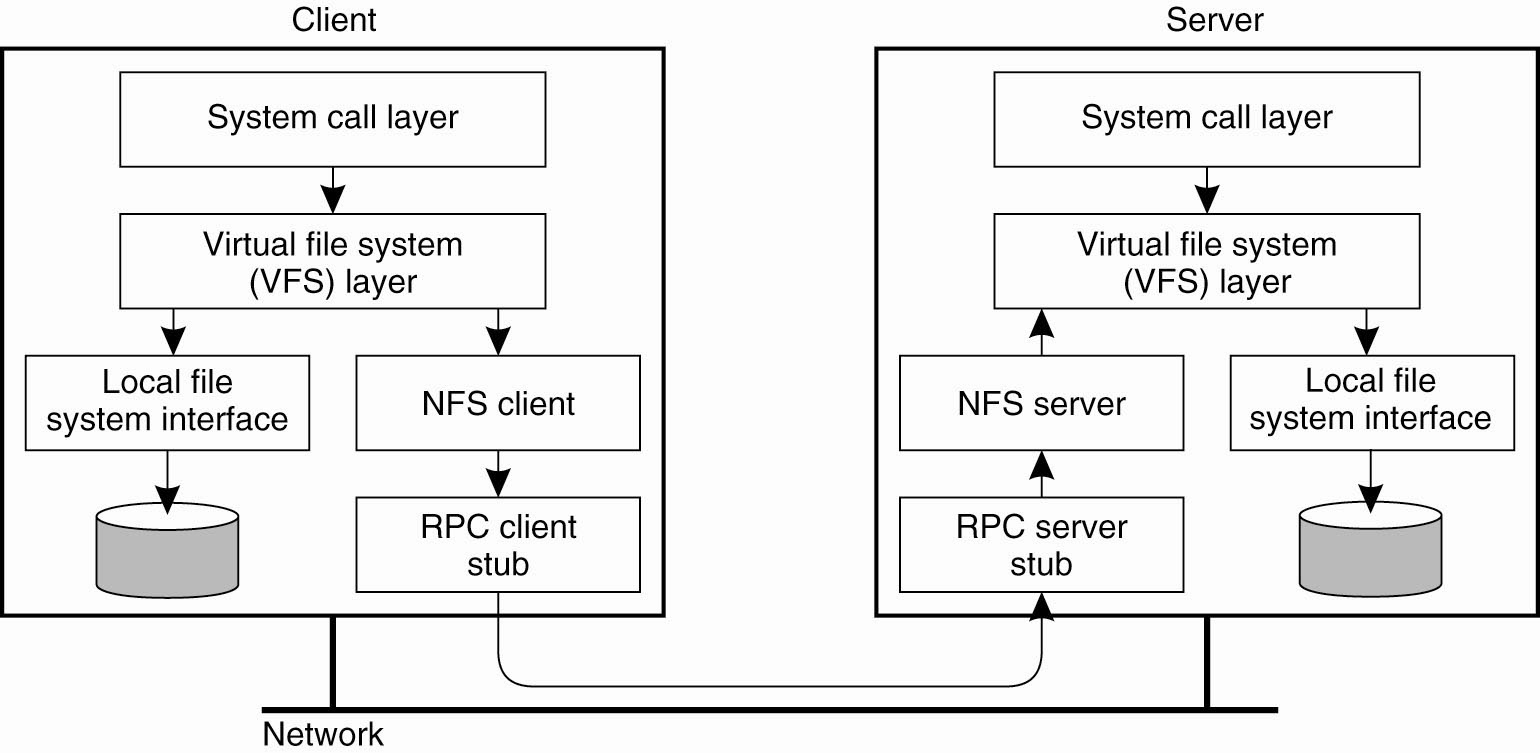 Client
Server
System call layer
System call layer
Virtual file system
(VFS) layer
Virtual file system
(VFS) layer
Local file
system interface
NFS client
NFS server
Local file
system interface
RPC client
stub
RPC server
stub
Network